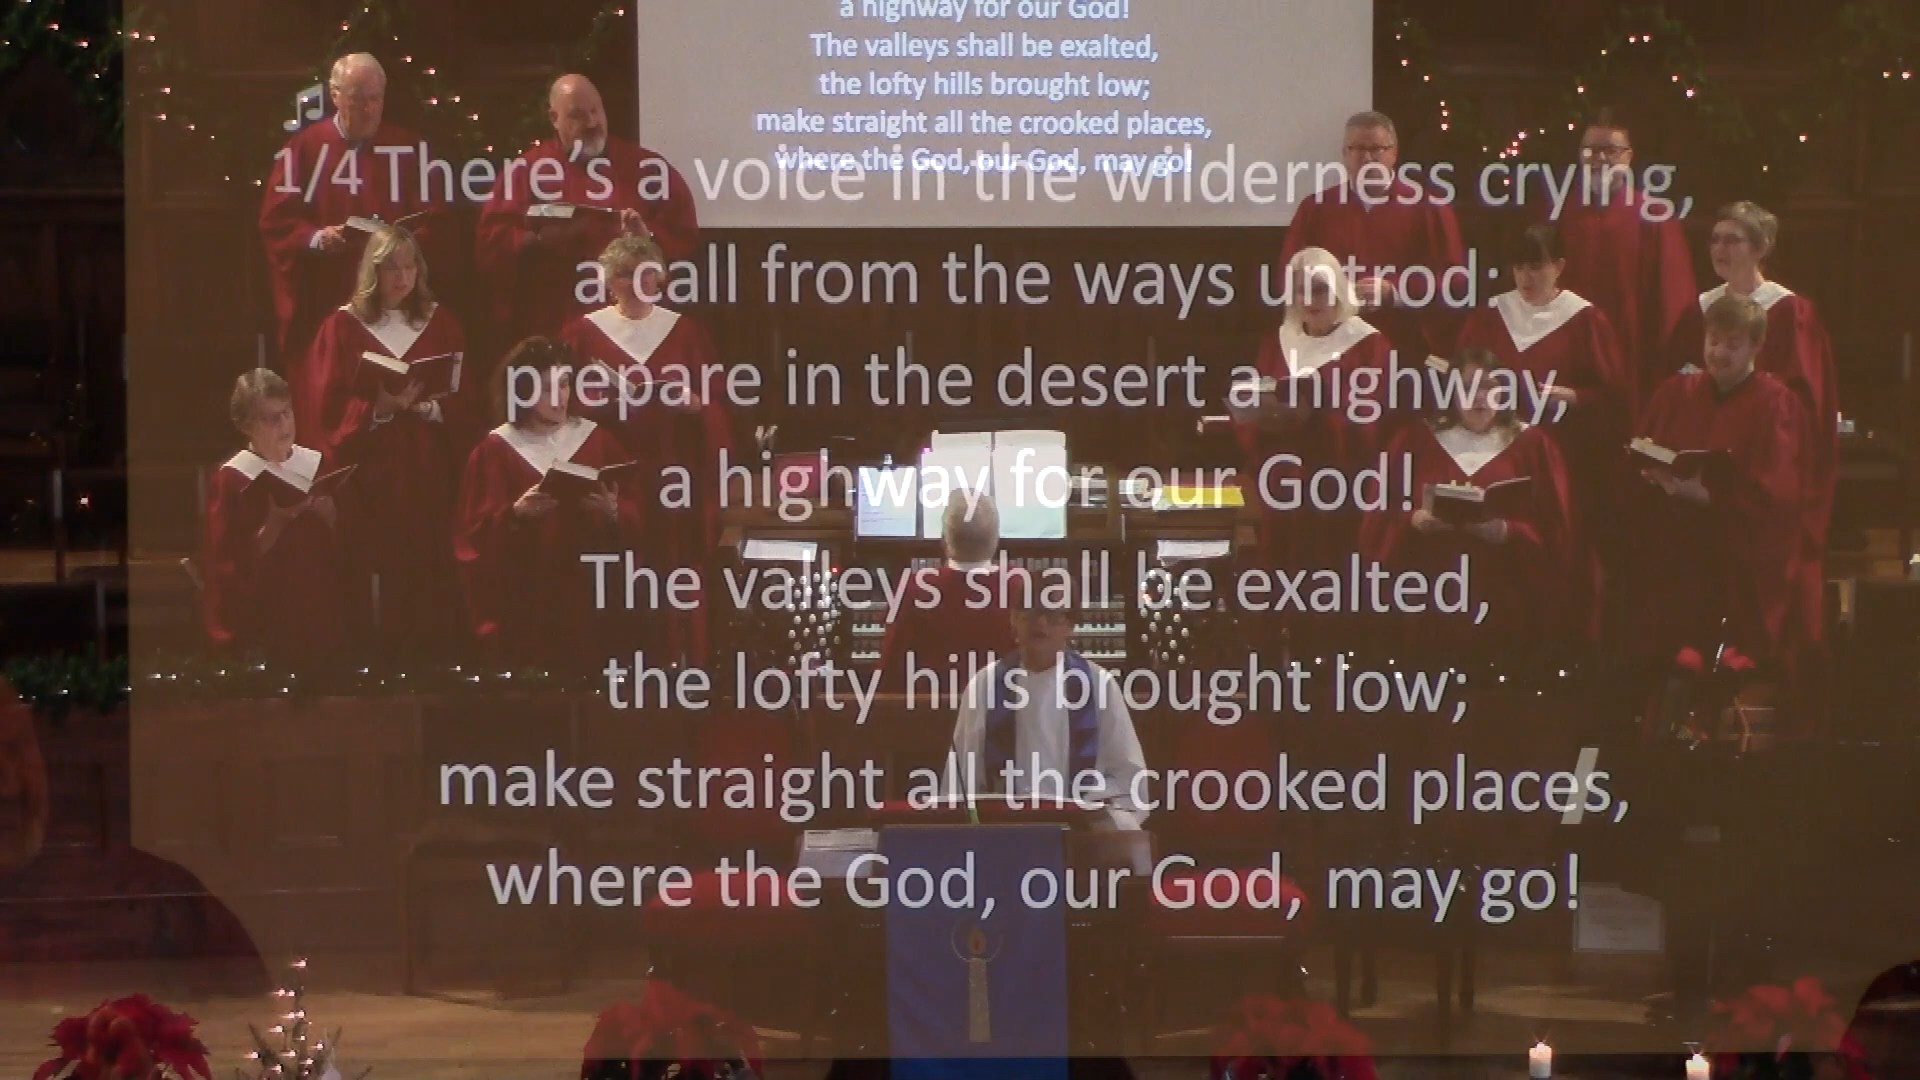 a highway for our God!
The valleys shall be exalted,
the lofty hills brought low;
make straight all the crooked places,
where the God, our God, may go!
1/4 There's a voice in the wilderness crying,
a call from the ways untrod:
prepare in the desert a highway,
a highway for our God!
The valleys shall be exalted,
the lofty hills brought low;
make straight all the crooked places,
where the God, our God, may go!